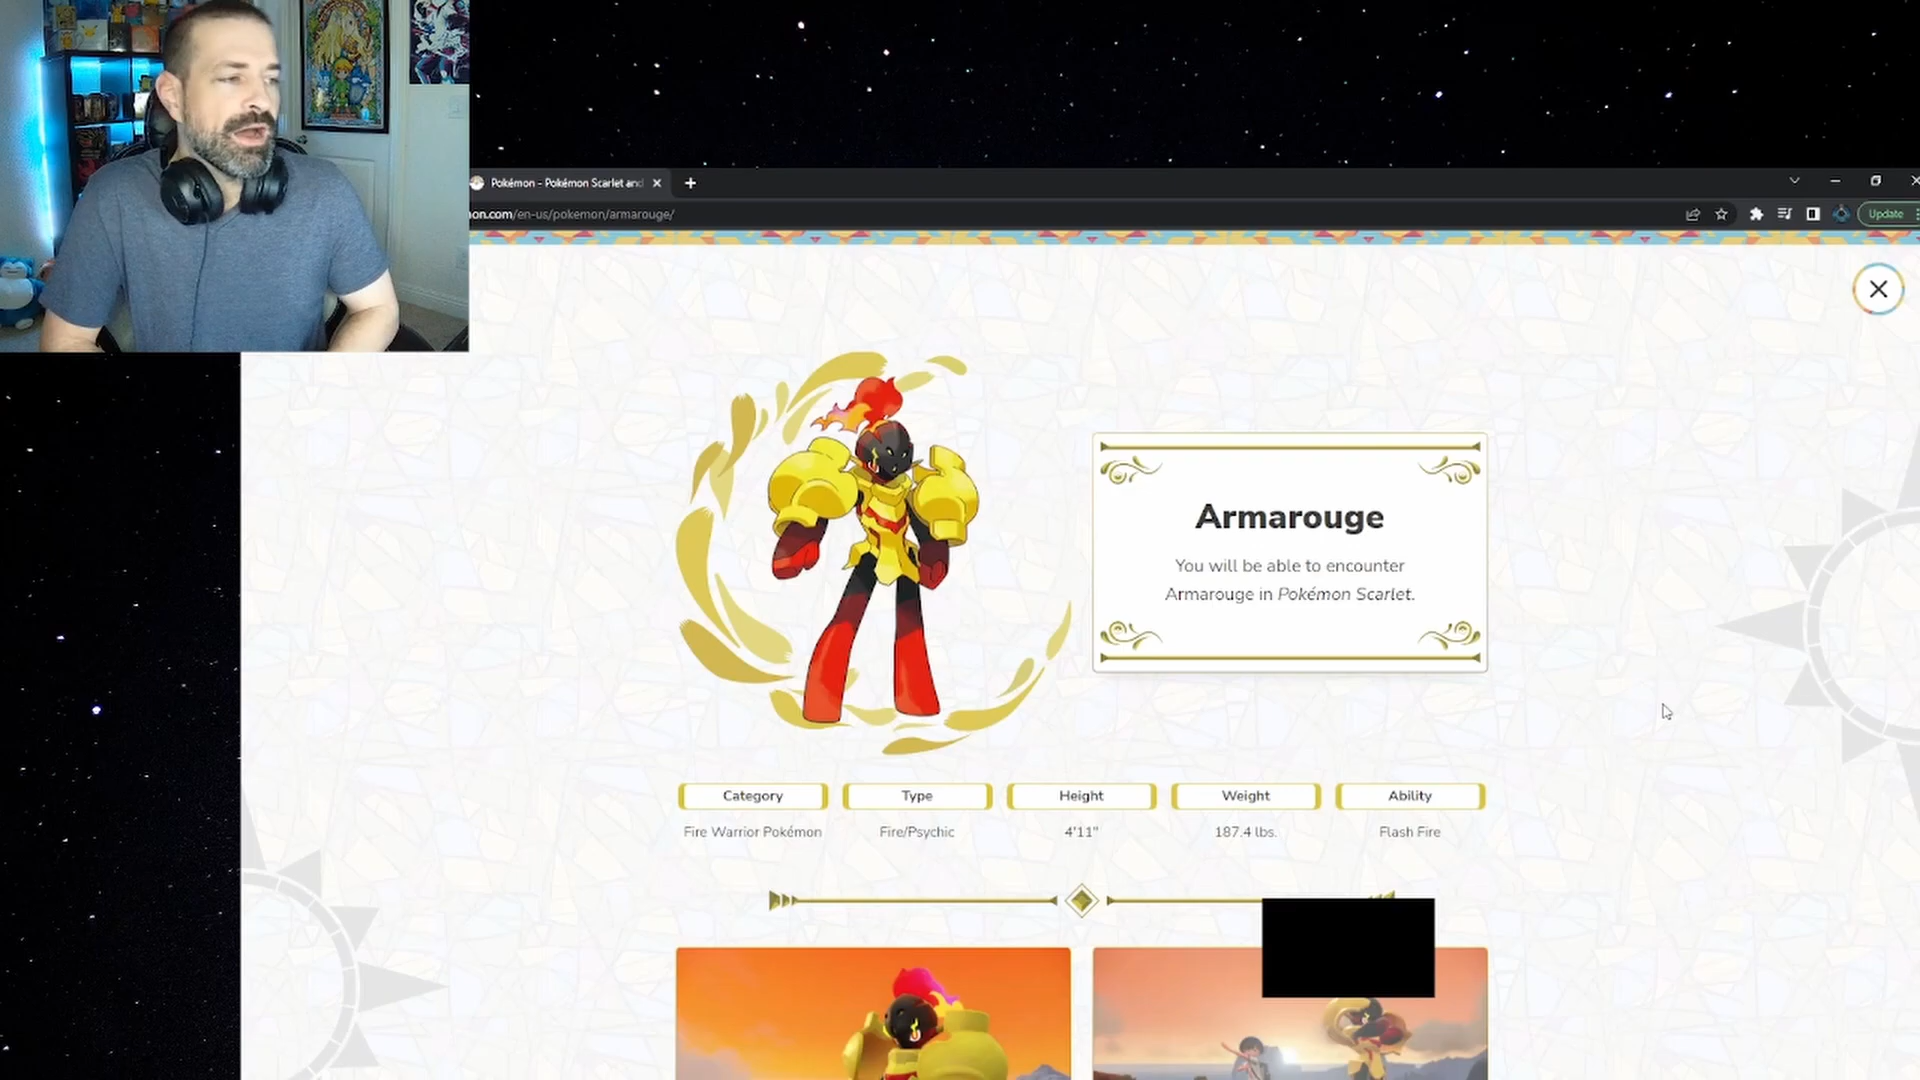 Pokémon - Pokémon Scarlet and
on.com/en-us/pokemon/armarouge/
Update
Armarouge
You will be able to encounter
Armarouge in Pokémon Scarlet.
Category
Type
Height
Weight
Ability
Fire Warrior Pokémon
Fire/Psychic
4'11"
187.4 lbs.
Flash Fire